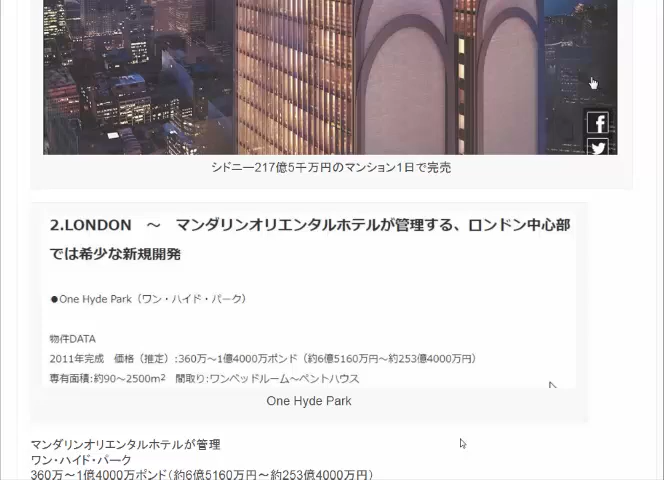 シドニー217億5千万円のマンション1日で完売
2.LONDON ～ マンダリンオリエンタルホテルが管理する、ロンドン中心部
では希少な新規開発
●One Hyde Park（ワン・ハイド・パーク）
物件DATA
2011年完成 価格（推定）:360万～1億4000万ポンド（約6億5160万円～約253億4000万円）
専有面積:約90～2500m² 間取り:ワンベッドルーム～ペントハウス
One Hyde Park
マンダリンオリエンタルホテルが管理
ワン・ハイド・パーク
360万～1億4000万ポンド（約6億5160万円～約253億4000万円）